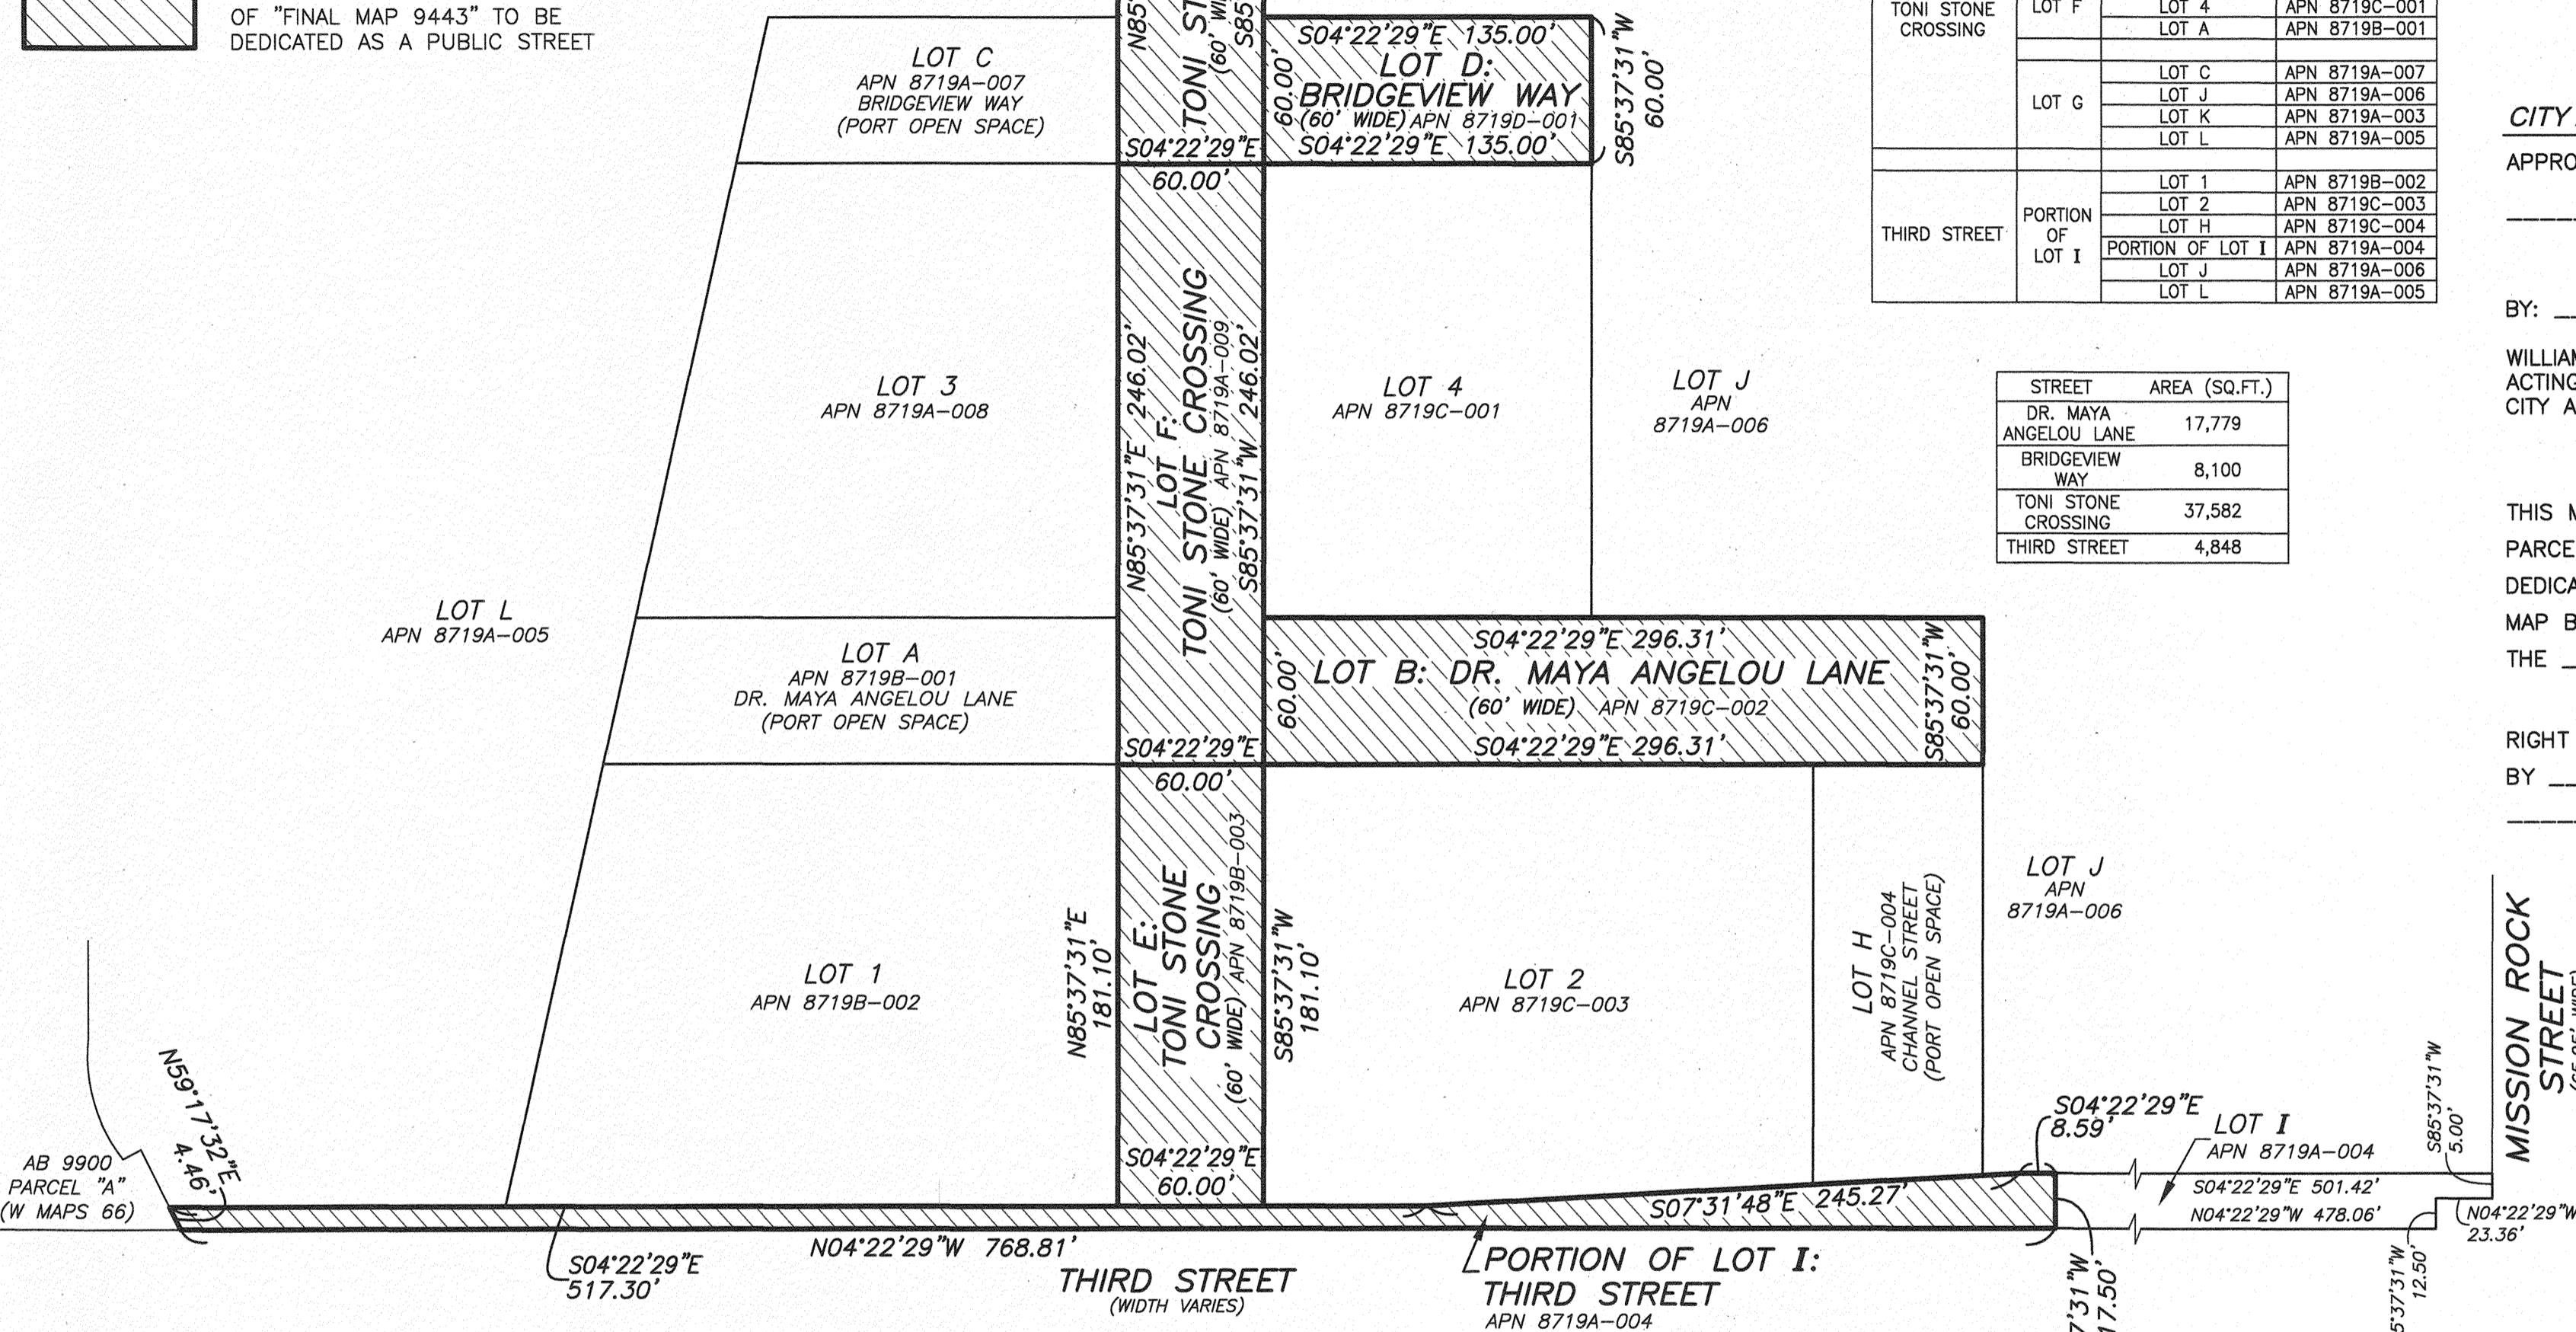 OF "FINAL MAP 9443" TO BE
DEDICATED AS A PUBLIC STREET
LOT C
APN 8719A-007
BRIDGEVIEW WAY
(PORT OPEN SPACE)
TONI ST
(60' WI
N85°
S85°
S04°22'29"E
60.00'
S04°22'29"E 135.00'
LOT D:
BRIDGEVIEW WAY
(60' WIDE) APN 8719D-001
S04°22'29"E 135.00'
60.00'
S85°37'31"W
60.00'
TONI STONE
CROSSING
LOT F
LOT 4 APN 8719C-001
LOT A APN 8719B-001
LOT G
LOT C APN 8719A-007
LOT J APN 8719A-006
LOT K APN 8719A-003
LOT L APN 8719A-005
THIRD STREET
PORTION
OF
LOT I
LOT 1 APN 8719B-002
LOT 2 APN 8719C-003
LOT H APN 8719C-004
PORTION OF LOT I APN 8719A-004
LOT J APN 8719A-006
LOT L APN 8719A-005
CITY
APPRO
BY:
WILLIAM
ACTING
CITY A
THIS M
PARCE
DEDICA
MAP B
THE
RIGHT
BY
LOT 3
APN 8719A-008
N85°37'31"E 246.02'
LOT F:
TONI STONE CROSSING
(60' WIDE) APN 8719A-009
S85°37'31"W 246.02'
LOT 4
APN 8719C-001
LOT J
APN
8719A-006
STREET AREA (SQ.FT.)
DR. MAYA
ANGELOU LANE 17,779
BRIDGEVIEW
WAY 8,100
TONI STONE
CROSSING 37,582
THIRD STREET 4,848
LOT L
APN 8719A-005
LOT A
APN 8719B-001
DR. MAYA ANGELOU LANE
(PORT OPEN SPACE)
S04°22'29"E
60.00'
60.00'
S04°22'29"E 296.31'
LOT B: DR. MAYA ANGELOU LANE
(60' WIDE) APN 8719C-002
S04°22'29"E 296.31'
S85°37'31"W
60.00'
LOT 1
APN 8719B-002
N85°37'31"E
181.10'
LOT E:
TONI STONE
CROSSING
(60' WIDE) APN 8719B-003
S85°37'31"W
181.10'
S04°22'29"E
60.00'
LOT 2
APN 8719C-003
LOT H
APN 8719C-004
CHANNEL STREET
(PORT OPEN SPACE)
LOT J
APN
8719A-006
MISSION ROCK
STREET
N59°17'32"E
4.46'
AB 9900
PARCEL "A"
(W MAPS 66)
S04°22'29"E
517.30'
N04°22'29"W 768.81'
THIRD STREET
(WIDTH VARIES)
S07°31'48"E 245.27'
PORTION OF LOT I:
THIRD STREET
APN 8719A-004
S04°22'29"E
8.59'
7'31"W
17.50'
LOT I
APN 8719A-004
S04°22'29"E 501.42'
N04°22'29"W 478.06'
S85°37'31"W
5.00'
N04°22'29"W
23.36'
5°37'31"W
12.50'